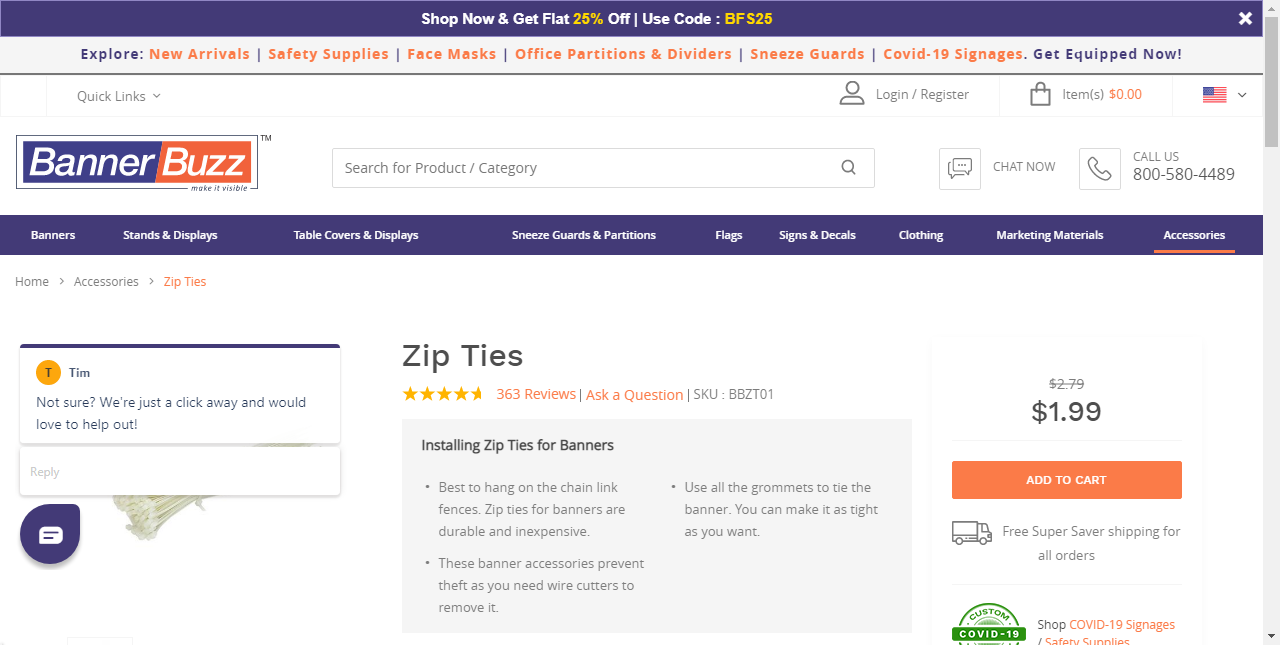 Shop Now & Get Flat 25% Off | Use Code : BFS25
Explore: New Arrivals | Safety Supplies | Face Masks | Office Partitions & Dividers | Sneeze Guards | Covid-19 Signages. Get Equipped Now!
Quick Links
Login / Register
Item(s) $0.00
Banner Buzz TM
make it visible
Search for Product / Category
CHAT NOW
CALL US
800-580-4489
Banners
Stands & Displays
Table Covers & Displays
Sneeze Guards & Partitions
Flags
Signs & Decals
Clothing
Marketing Materials
Accessories
Home > Accessories > Zip Ties
T Tim
Not sure? We're just a click away and would
love to help out!
Reply
Zip Ties
363 Reviews | Ask a Question | SKU : BBZT01
Installing Zip Ties for Banners
• Best to hang on the chain link
fences. Zip ties for banners are
durable and inexpensive.
• These banner accessories prevent
theft as you need wire cutters to
remove it.
• Use all the grommets to tie the
banner. You can make it as tight
as you want.
$2.79
$1.99
ADD TO CART
Free Super Saver shipping for
all orders
CUSTOM
COVID-19
Shop COVID-19 Signages
/ Safety Supplies